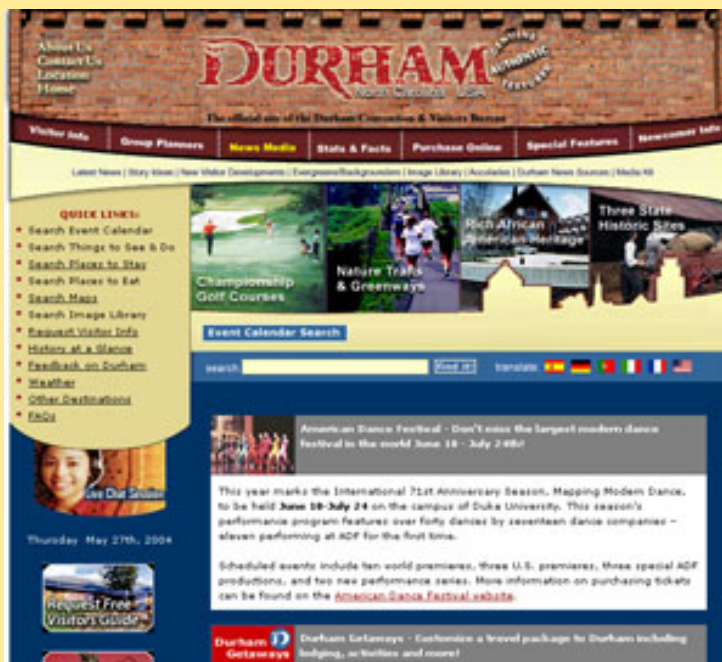 About Us
Contact Us
Location
Home
DURHAM
North Carolina USA
GENUINE AUTHENTIC
The official site of the Durham Convention & Visitors Bureau
Visitor Info
Group Planners
News Media
Stats & Facts
Purchase Online
Special Features
Newcomer Info
Latest News | Story Ideas | New Visitor Developments | Evergreens/Backgrounders | Image Library | Accolades | Durham News Sources | Media Kit
QUICK LINKS:
Search Event Calendar
Search Things to See & Do
Search Places to Stay
Search Places to Eat
Search Maps
Search Image Library
Request Visitor Info
History at a Glance
Feedback on Durham
Weather
Other Destinations
FAQs
Championship
Golf Courses
Nature Trails
& Greenways
Rich African
American Heritage
Three State
Historic Sites
Event Calendar Search
search
Find it!
translate
American Dance Festival - Don't miss the largest modern dance
festival in the world June 10 - July 24th!
This year marks the International 71st Anniversary Season, Mapping Modern Dance,
to be held June 10-July 24 on the campus of Duke University. This season's
performance program features over forty dances by seventeen dance companies –
eleven performing at ADF for the first time.
Scheduled events include ten world premieres, three U.S. premieres, three special ADF
productions, and two new performance series. More information on purchasing tickets
can be found on the American Dance Festival website.
Live Chat Session
Thursday May 27th, 2004
Request Free
Visitors Guide
Durham
Getaways
Durham Getaways - Customize a travel package to Durham including
lodging, activities and more!